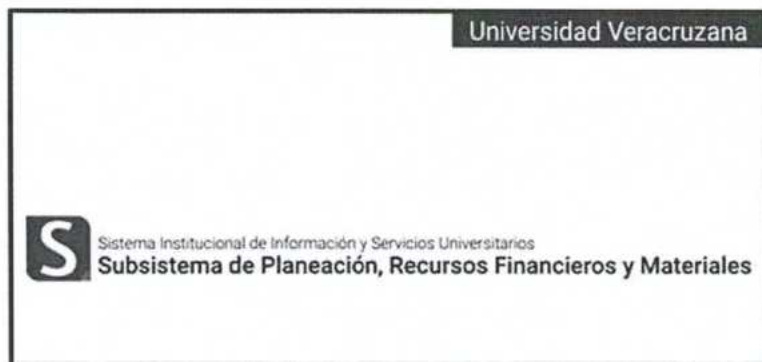 Universidad Veracruzana
S
Sistema Institucional de Información y Servicios Universitarios
Subsistema de Planeación, Recursos Financieros y Materiales